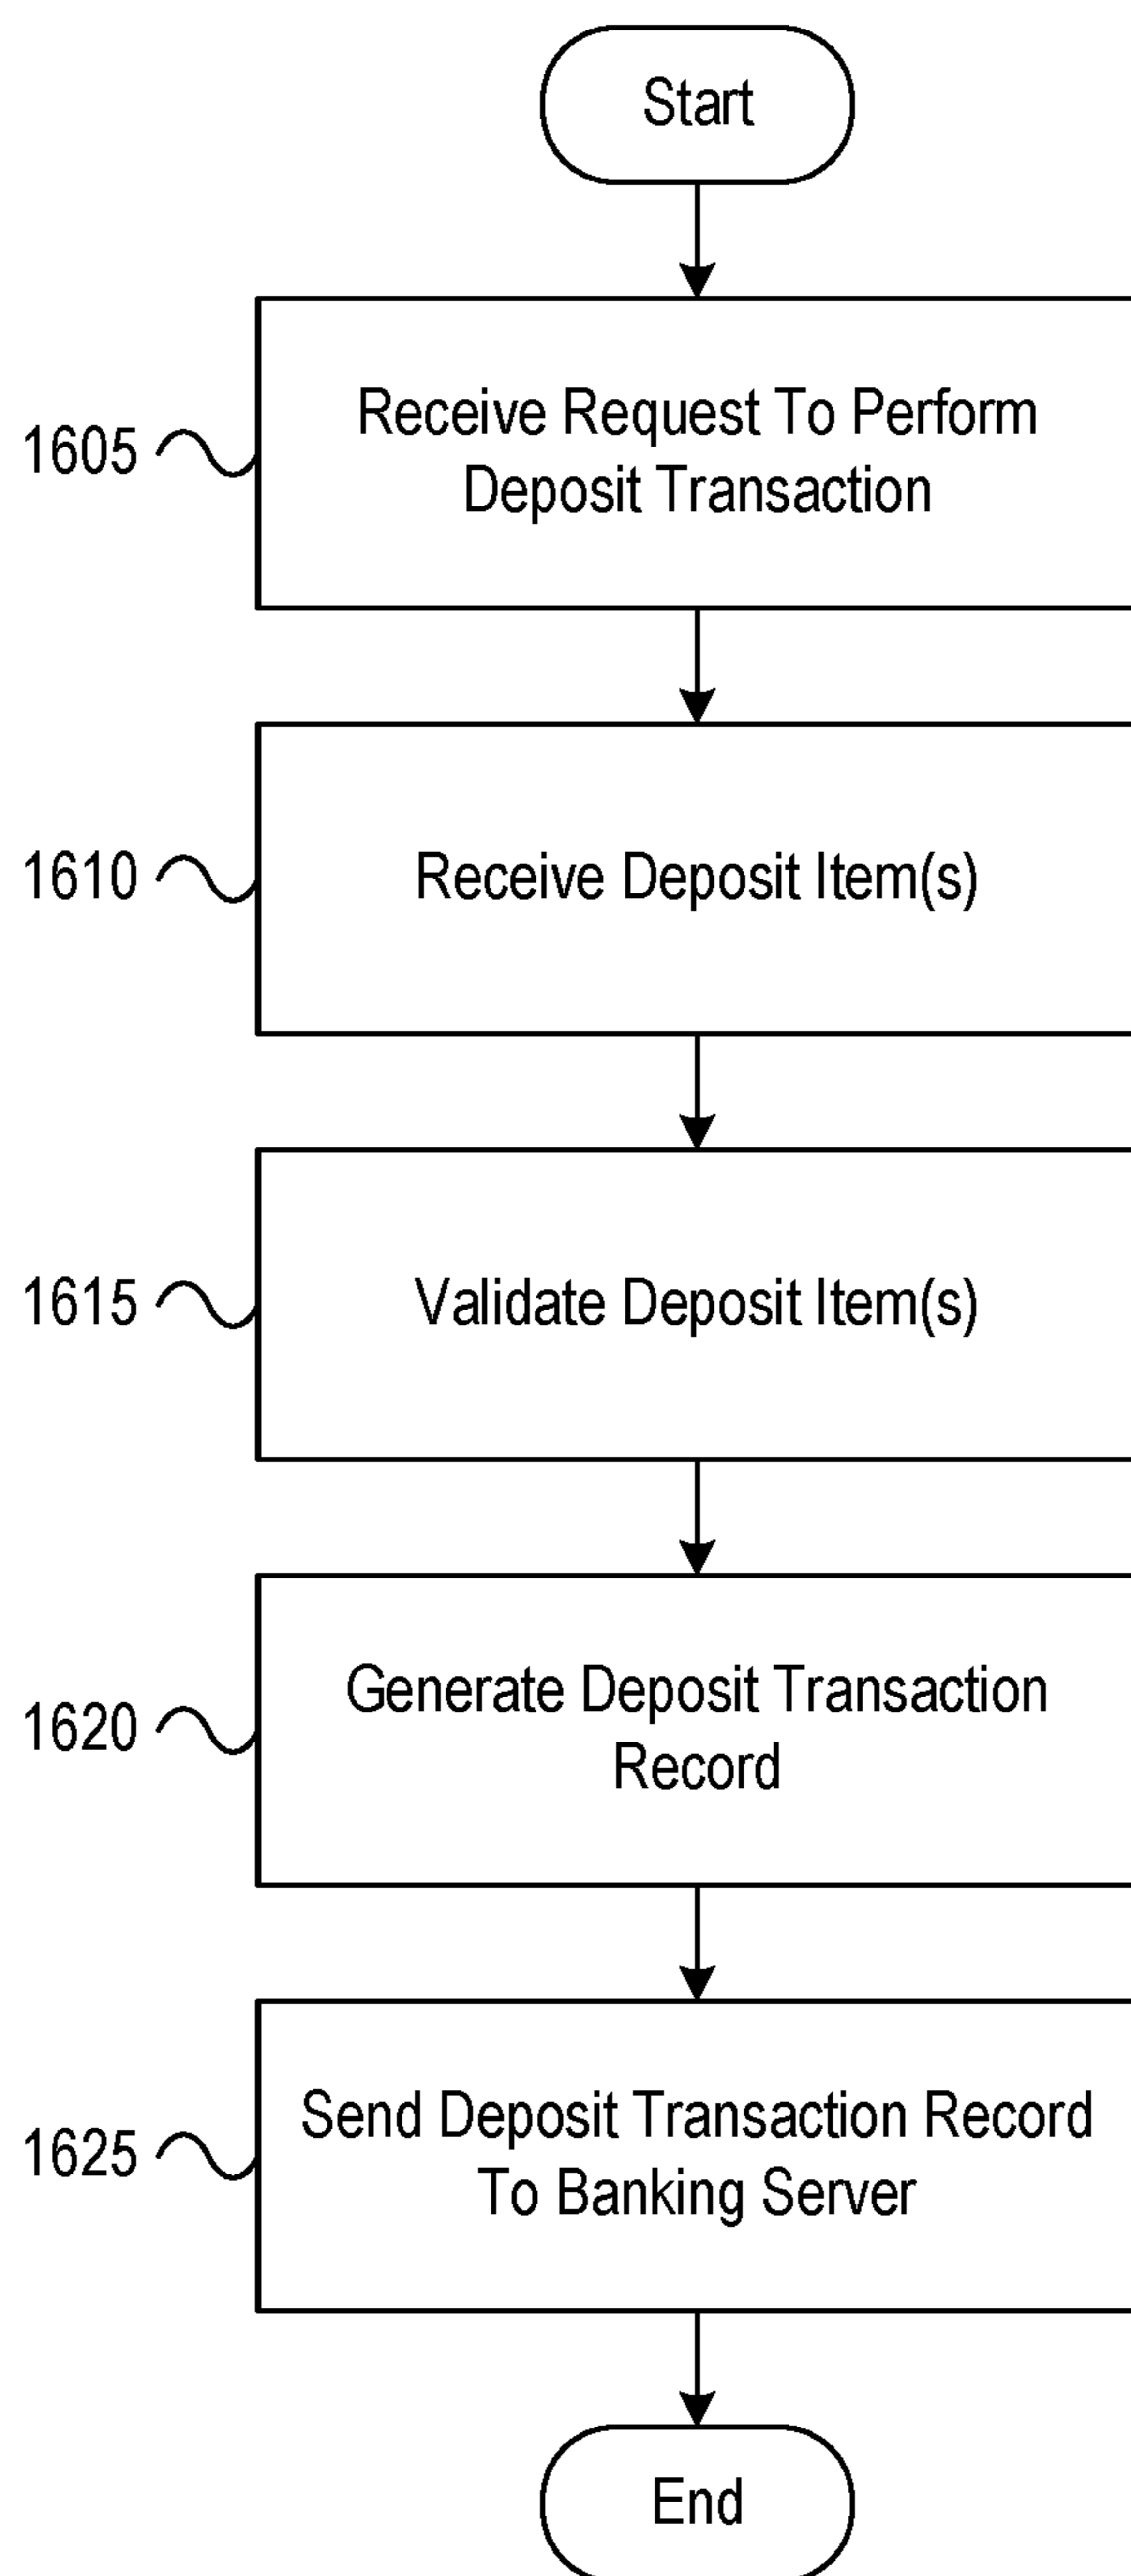 Start
1605
Receive Request To Perform
Deposit Transaction
1610
Receive Deposit Item(s)
1615
Validate Deposit Item(s)
1620
Generate Deposit Transaction
Record
1625
Send Deposit Transaction Record
To Banking Server
End